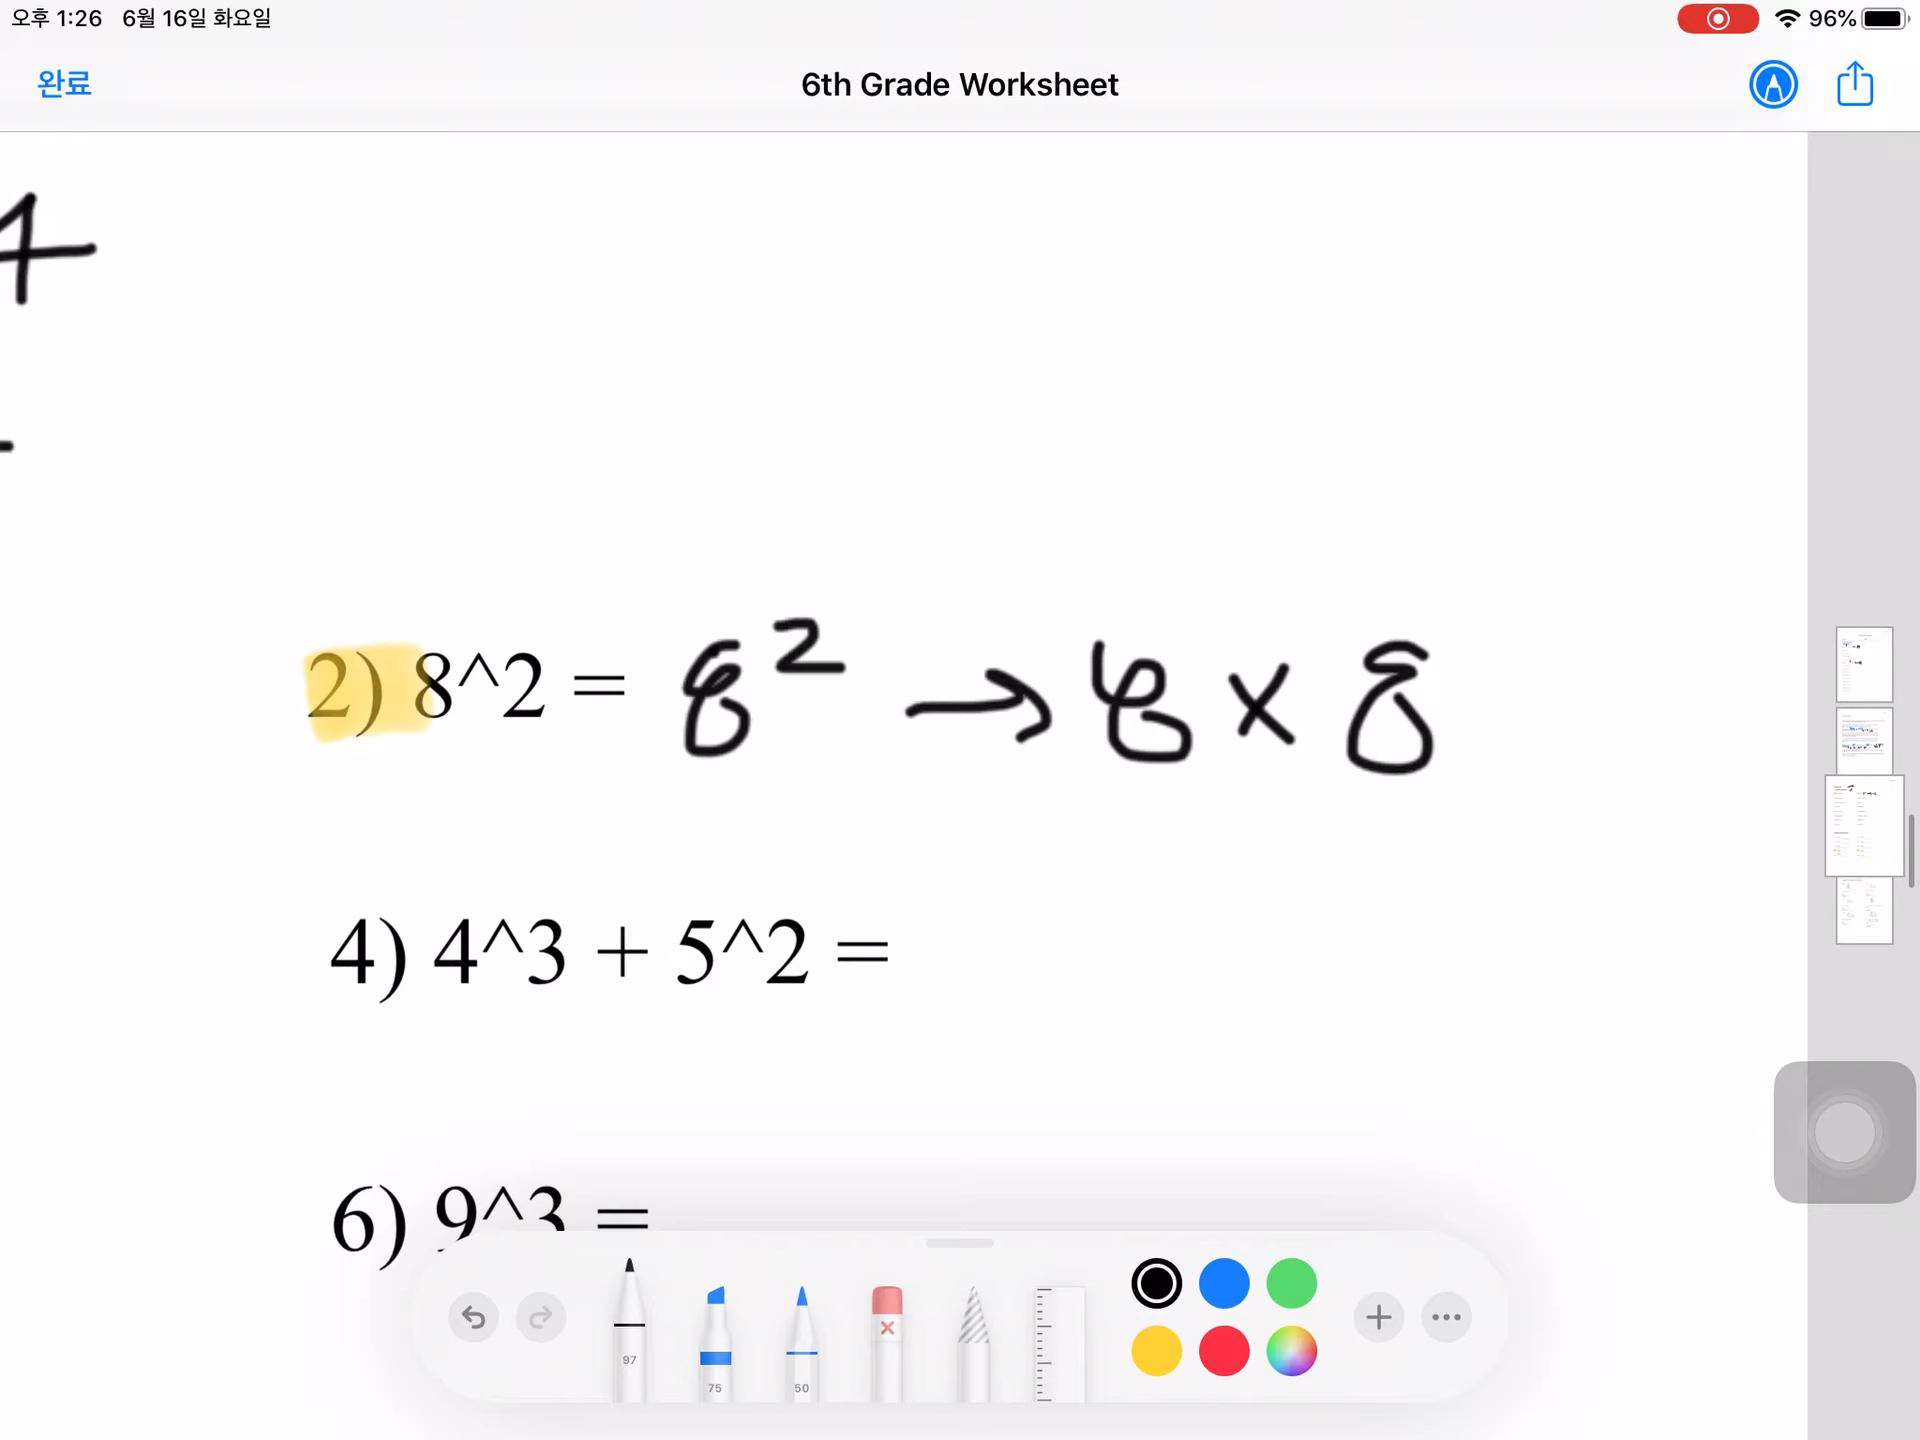 오후 1:26 6월 16일 화요일 96%
완료 6th Grade Worksheet
4
2) 8^2 = 8² → 8 × 8
4) 4^3 + 5^2 =
6) 9^3 =
97 75 50